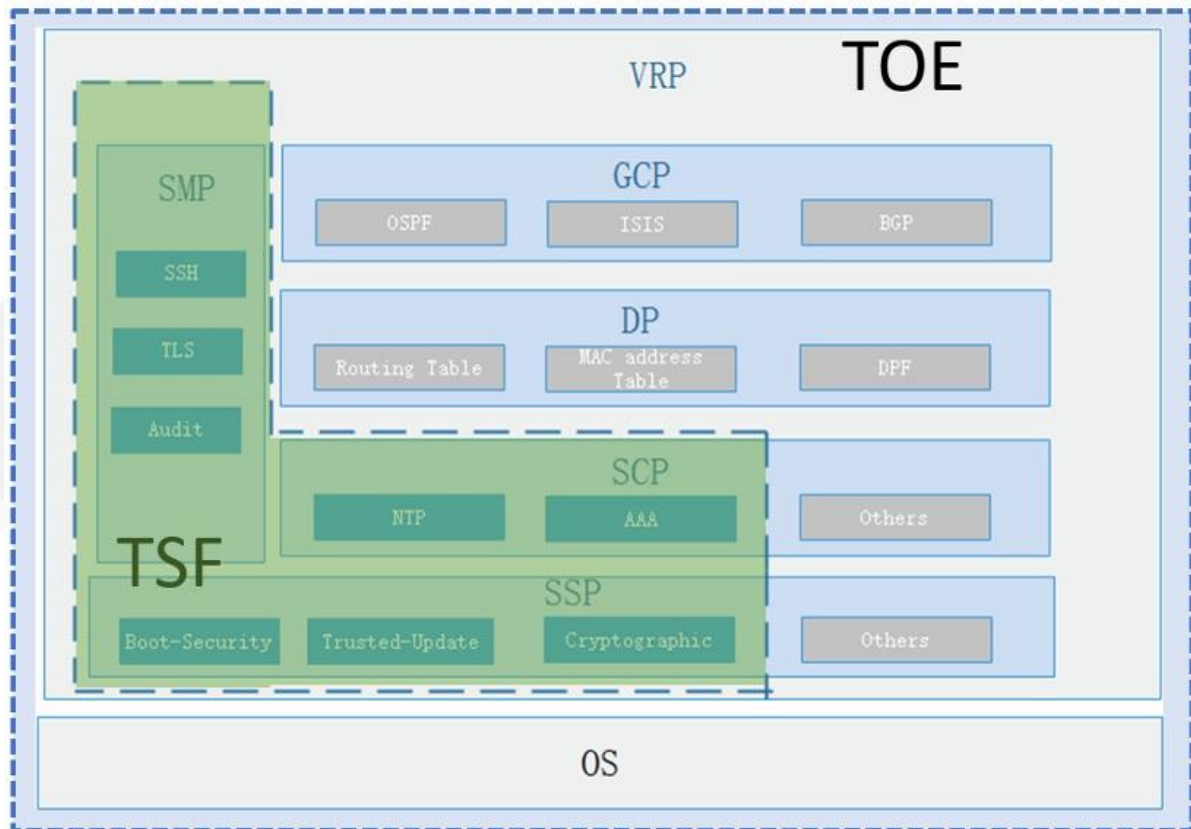 TOE
VRP
SMP
SSH
TLS
Audit
GCP
OSPF
ISIS
BGP
DP
Routing Table
MAC address
Table
DPF
SCP
NTP
AAA
Others
TSF
SSP
Boot-Security
Trusted-Update
Cryptographic
Others
OS